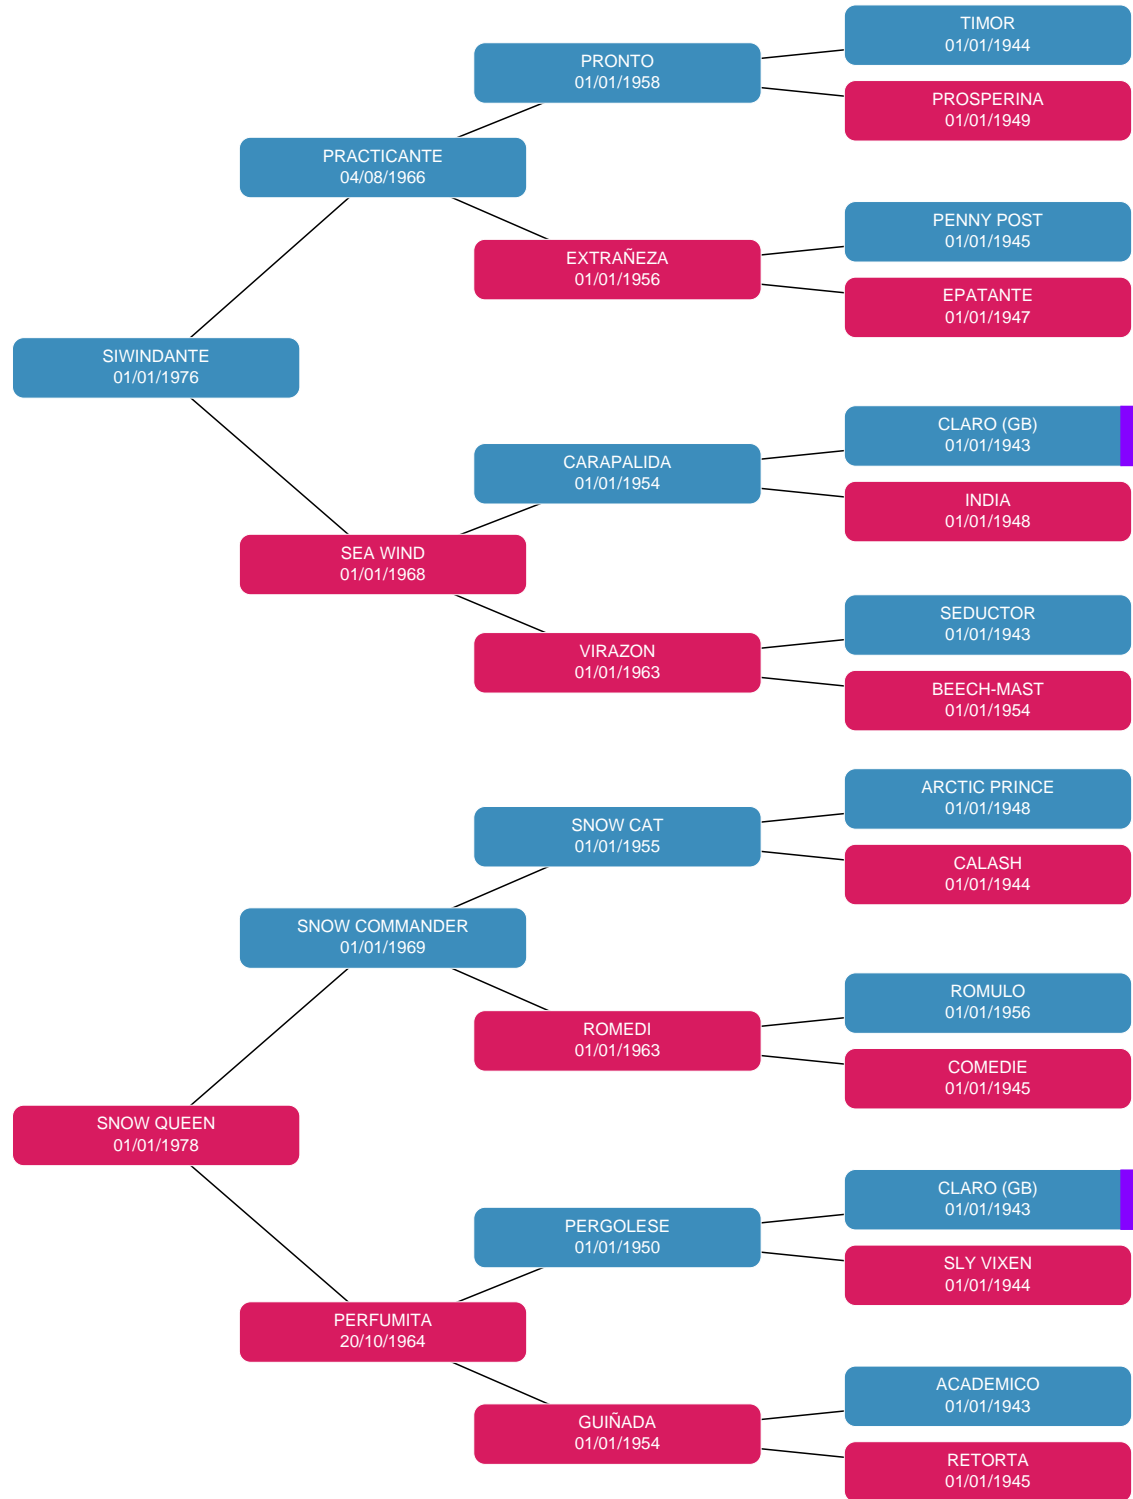 TIMOR
01/01/1944
PRONTO
01/01/1958
PROSPERINA
01/01/1949
PRACTICANTE
04/08/1966
PENNY POST
01/01/1945
EXTRAÑEZA
01/01/1956
EPATANTE
01/01/1947
SIWINDANTE
01/01/1976
CLARO (GB)
01/01/1943
CARAPALIDA
01/01/1954
INDIA
01/01/1948
SEA WIND
01/01/1968
SEDUCTOR
01/01/1943
VIRAZON
01/01/1963
BEECH-MAST
01/01/1954
ARCTIC PRINCE
01/01/1948
SNOW CAT
01/01/1955
CALASH
01/01/1944
SNOW COMMANDER
01/01/1969
ROMULO
01/01/1956
ROMEDI
01/01/1963
COMEDIE
01/01/1945
SNOW QUEEN
01/01/1978
CLARO (GB)
01/01/1943
PERGOLESE
01/01/1950
SLY VIXEN
01/01/1944
PERFUMITA
20/10/1964
ACADEMICO
01/01/1943
GUIÑADA
01/01/1954
RETORTA
01/01/1945